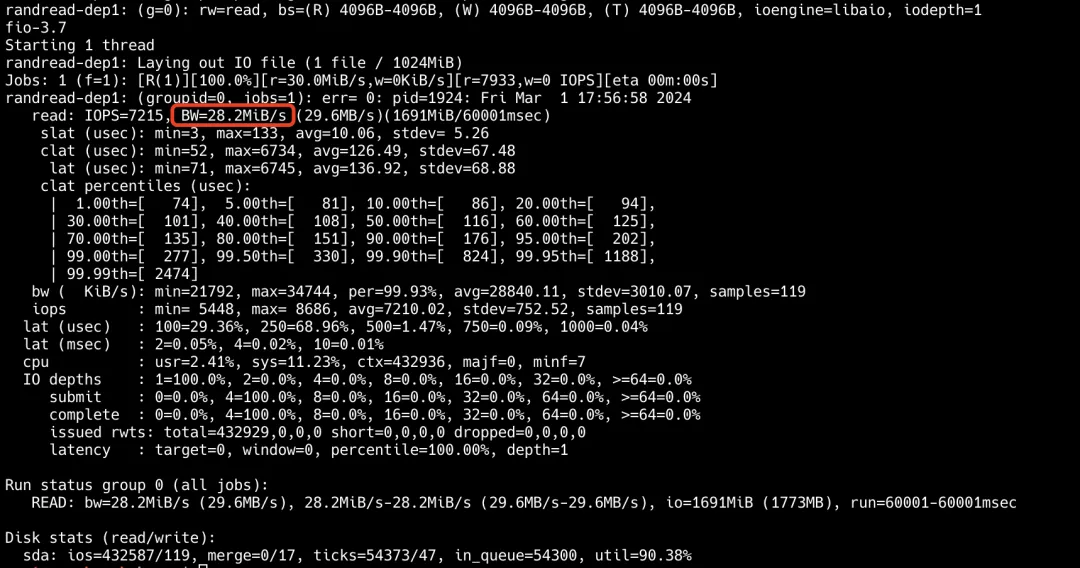 randread-dep1: (g=0): rw=read, bs=(R) 4096B-4096B, (W) 4096B-4096B, (T) 4096B-4096B, ioengine=libaio, iodepth=1
fio-3.7
Starting 1 thread
randread-dep1: Laying out IO file (1 file / 1024MiB)
Jobs: 1 (f=1): [R(1)][100.0%][r=30.0MiB/s,w=0KiB/s][r=7933,w=0 IOPS][eta 00m:00s]
randread-dep1: (groupid=0, jobs=1): err= 0: pid=1924: Fri Mar  1 17:56:58 2024
   read: IOPS=7215, BW=28.2MiB/s (29.6MB/s)(1691MiB/60001msec)
    slat (usec): min=3, max=133, avg=10.06, stdev= 5.26
    clat (usec): min=52, max=6734, avg=126.49, stdev=67.48
     lat (usec): min=71, max=6745, avg=136.92, stdev=68.88
    clat percentiles (usec):
     |  1.00th=[   74],  5.00th=[   81], 10.00th=[   86], 20.00th=[   94],
     | 30.00th=[  101], 40.00th=[  108], 50.00th=[  116], 60.00th=[  125],
     | 70.00th=[  135], 80.00th=[  151], 90.00th=[  176], 95.00th=[  202],
     | 99.00th=[  277], 99.50th=[  330], 99.90th=[  824], 99.95th=[ 1188],
     | 99.99th=[ 2474]
   bw (  KiB/s): min=21792, max=34744, per=99.93%, avg=28840.11, stdev=3010.07, samples=119
   iops        : min= 5448, max= 8686, avg=7210.02, stdev=752.52, samples=119
  lat (usec)   : 100=29.36%, 250=68.96%, 500=1.47%, 750=0.09%, 1000=0.04%
  lat (msec)   : 2=0.05%, 4=0.02%, 10=0.01%
  cpu          : usr=2.41%, sys=11.23%, ctx=432936, majf=0, minf=7
  IO depths    : 1=100.0%, 2=0.0%, 4=0.0%, 8=0.0%, 16=0.0%, 32=0.0%, >=64=0.0%
     submit    : 0=0.0%, 4=100.0%, 8=0.0%, 16=0.0%, 32=0.0%, 64=0.0%, >=64=0.0%
     complete  : 0=0.0%, 4=100.0%, 8=0.0%, 16=0.0%, 32=0.0%, 64=0.0%, >=64=0.0%
     issued rwts: total=432929,0,0,0 short=0,0,0,0 dropped=0,0,0,0
     latency   : target=0, window=0, percentile=100.00%, depth=1
Run status group 0 (all jobs):
   READ: bw=28.2MiB/s (29.6MB/s), 28.2MiB/s-28.2MiB/s (29.6MB/s-29.6MB/s), io=1691MiB (1773MB), run=60001-60001msec
Disk stats (read/write):
  sda: ios=432587/119, merge=0/17, ticks=54373/47, in_queue=54300, util=90.38%